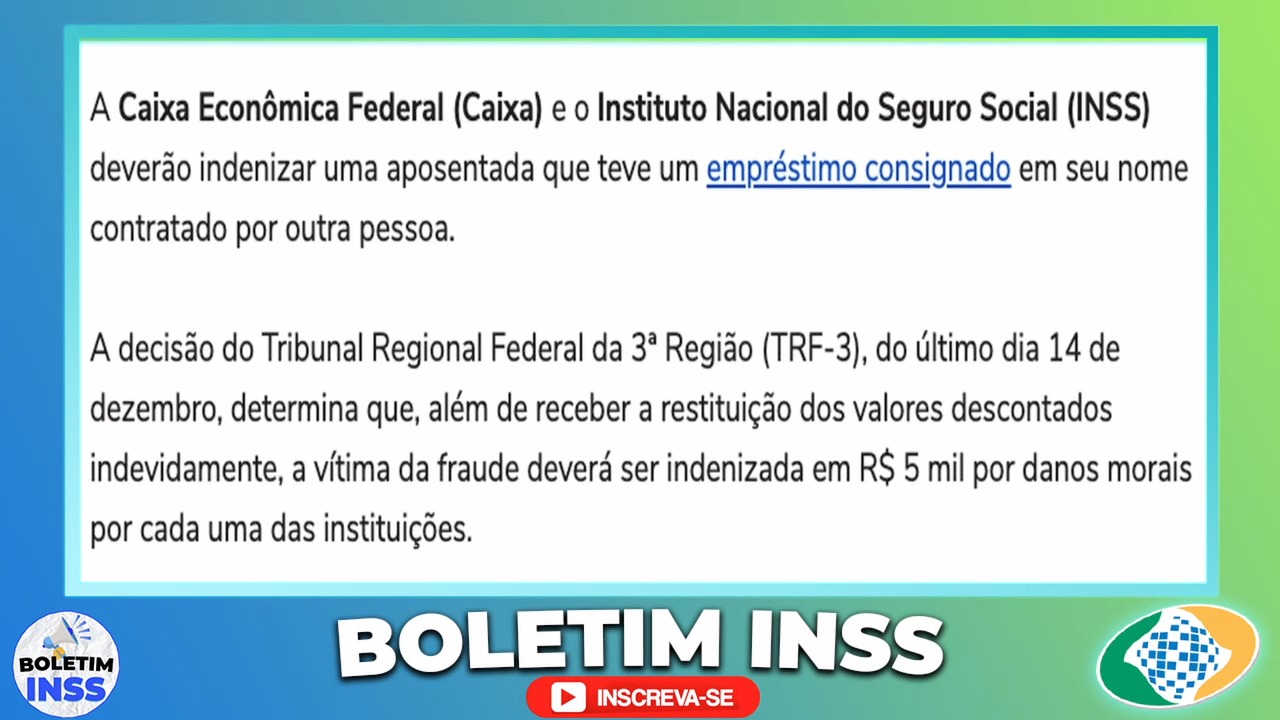 A Caixa Econômica Federal (Caixa) e o Instituto Nacional do Seguro Social (INSS)
deverão indenizar uma aposentada que teve um empréstimo consignado em seu nome
contratado por outra pessoa.
A decisão do Tribunal Regional Federal da 3ª Região (TRF-3), do último dia 14 de
dezembro, determina que, além de receber a restituição dos valores descontados
indevidamente, a vítima da fraude deverá ser indenizada em R$ 5 mil por danos morais
por cada uma das instituições.
BOLETIM INSS
INSCREVA-SE
BOLETIM
INSS